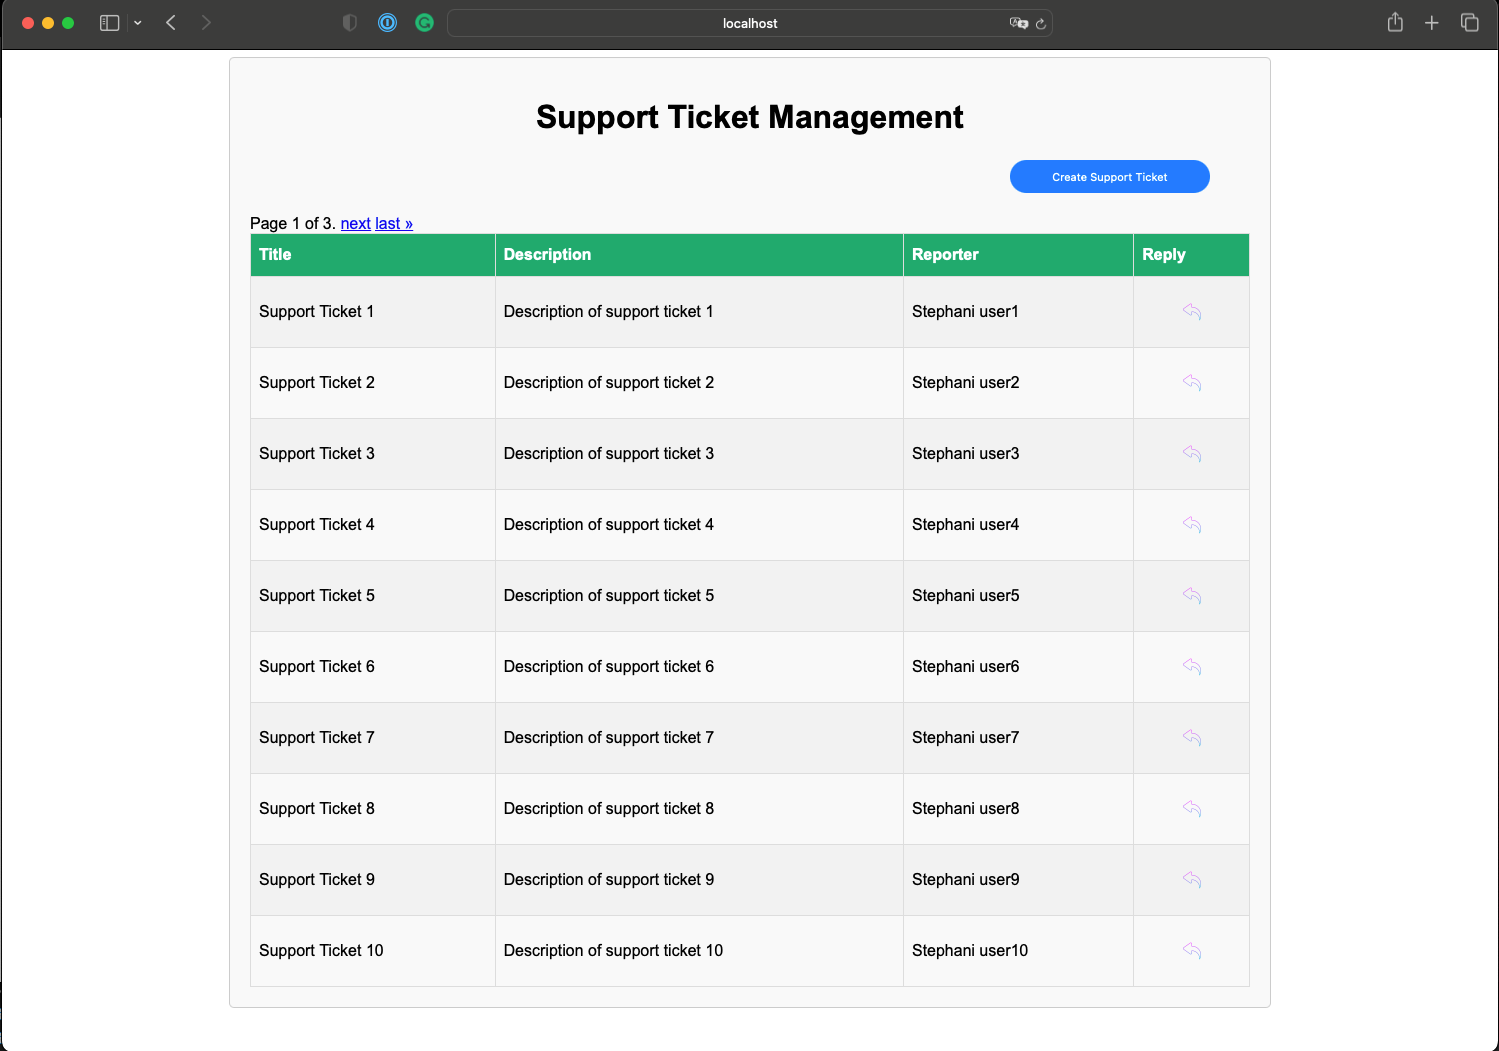 localhost
Support Ticket Management
Create Support Ticket
Page 1 of 3. next last »
Title Description Reporter Reply
Support Ticket 1 Description of support ticket 1 Stephani user1
Support Ticket 2 Description of support ticket 2 Stephani user2
Support Ticket 3 Description of support ticket 3 Stephani user3
Support Ticket 4 Description of support ticket 4 Stephani user4
Support Ticket 5 Description of support ticket 5 Stephani user5
Support Ticket 6 Description of support ticket 6 Stephani user6
Support Ticket 7 Description of support ticket 7 Stephani user7
Support Ticket 8 Description of support ticket 8 Stephani user8
Support Ticket 9 Description of support ticket 9 Stephani user9
Support Ticket 10 Description of support ticket 10 Stephani user10